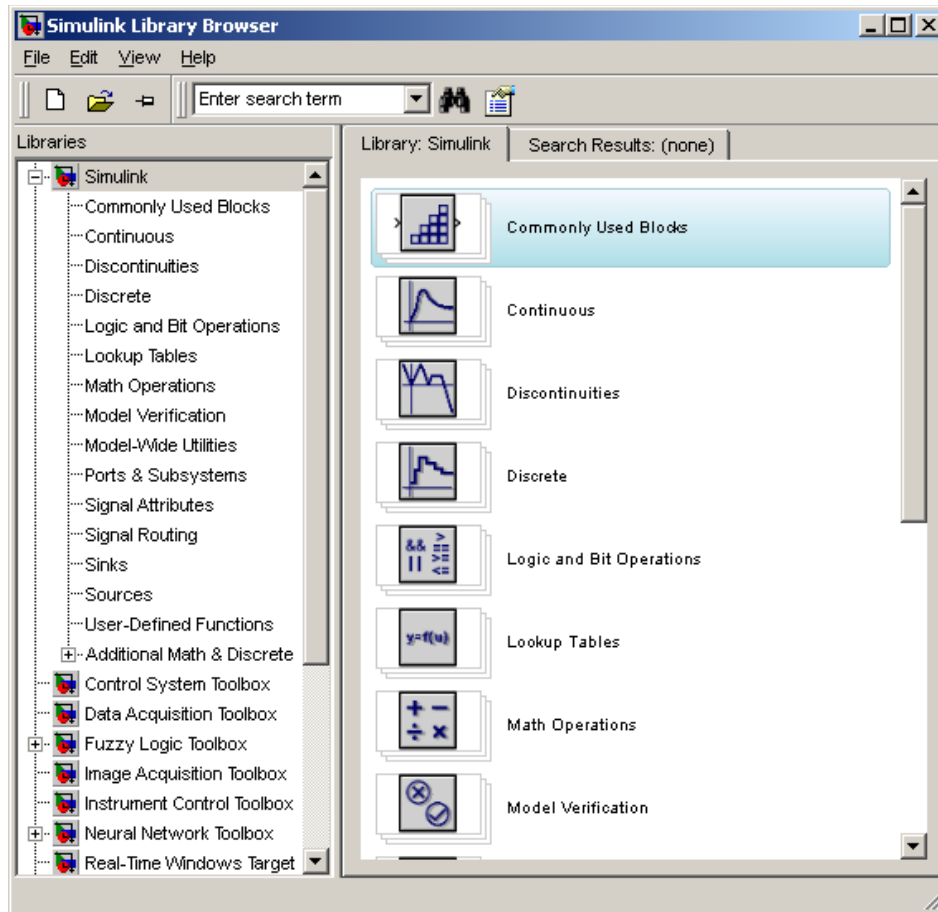 Simulink Library Browser
File Edit View Help
Enter search term
Libraries
Simulink
Commonly Used Blocks
Continuous
Discontinuities
Discrete
Logic and Bit Operations
Lookup Tables
Math Operations
Model Verification
Model-Wide Utilities
Ports & Subsystems
Signal Attributes
Signal Routing
Sinks
Sources
User-Defined Functions
Additional Math & Discrete
Control System Toolbox
Data Acquisition Toolbox
Fuzzy Logic Toolbox
Image Acquisition Toolbox
Instrument Control Toolbox
Neural Network Toolbox
Real-Time Windows Target
Library: Simulink Search Results: (none)
Commonly Used Blocks
Continuous
Discontinuities
Discrete
&& > ==
|| >= <=
Logic and Bit Operations
y=f(u)
Lookup Tables
+ −
÷ ×
Math Operations
Model Verification